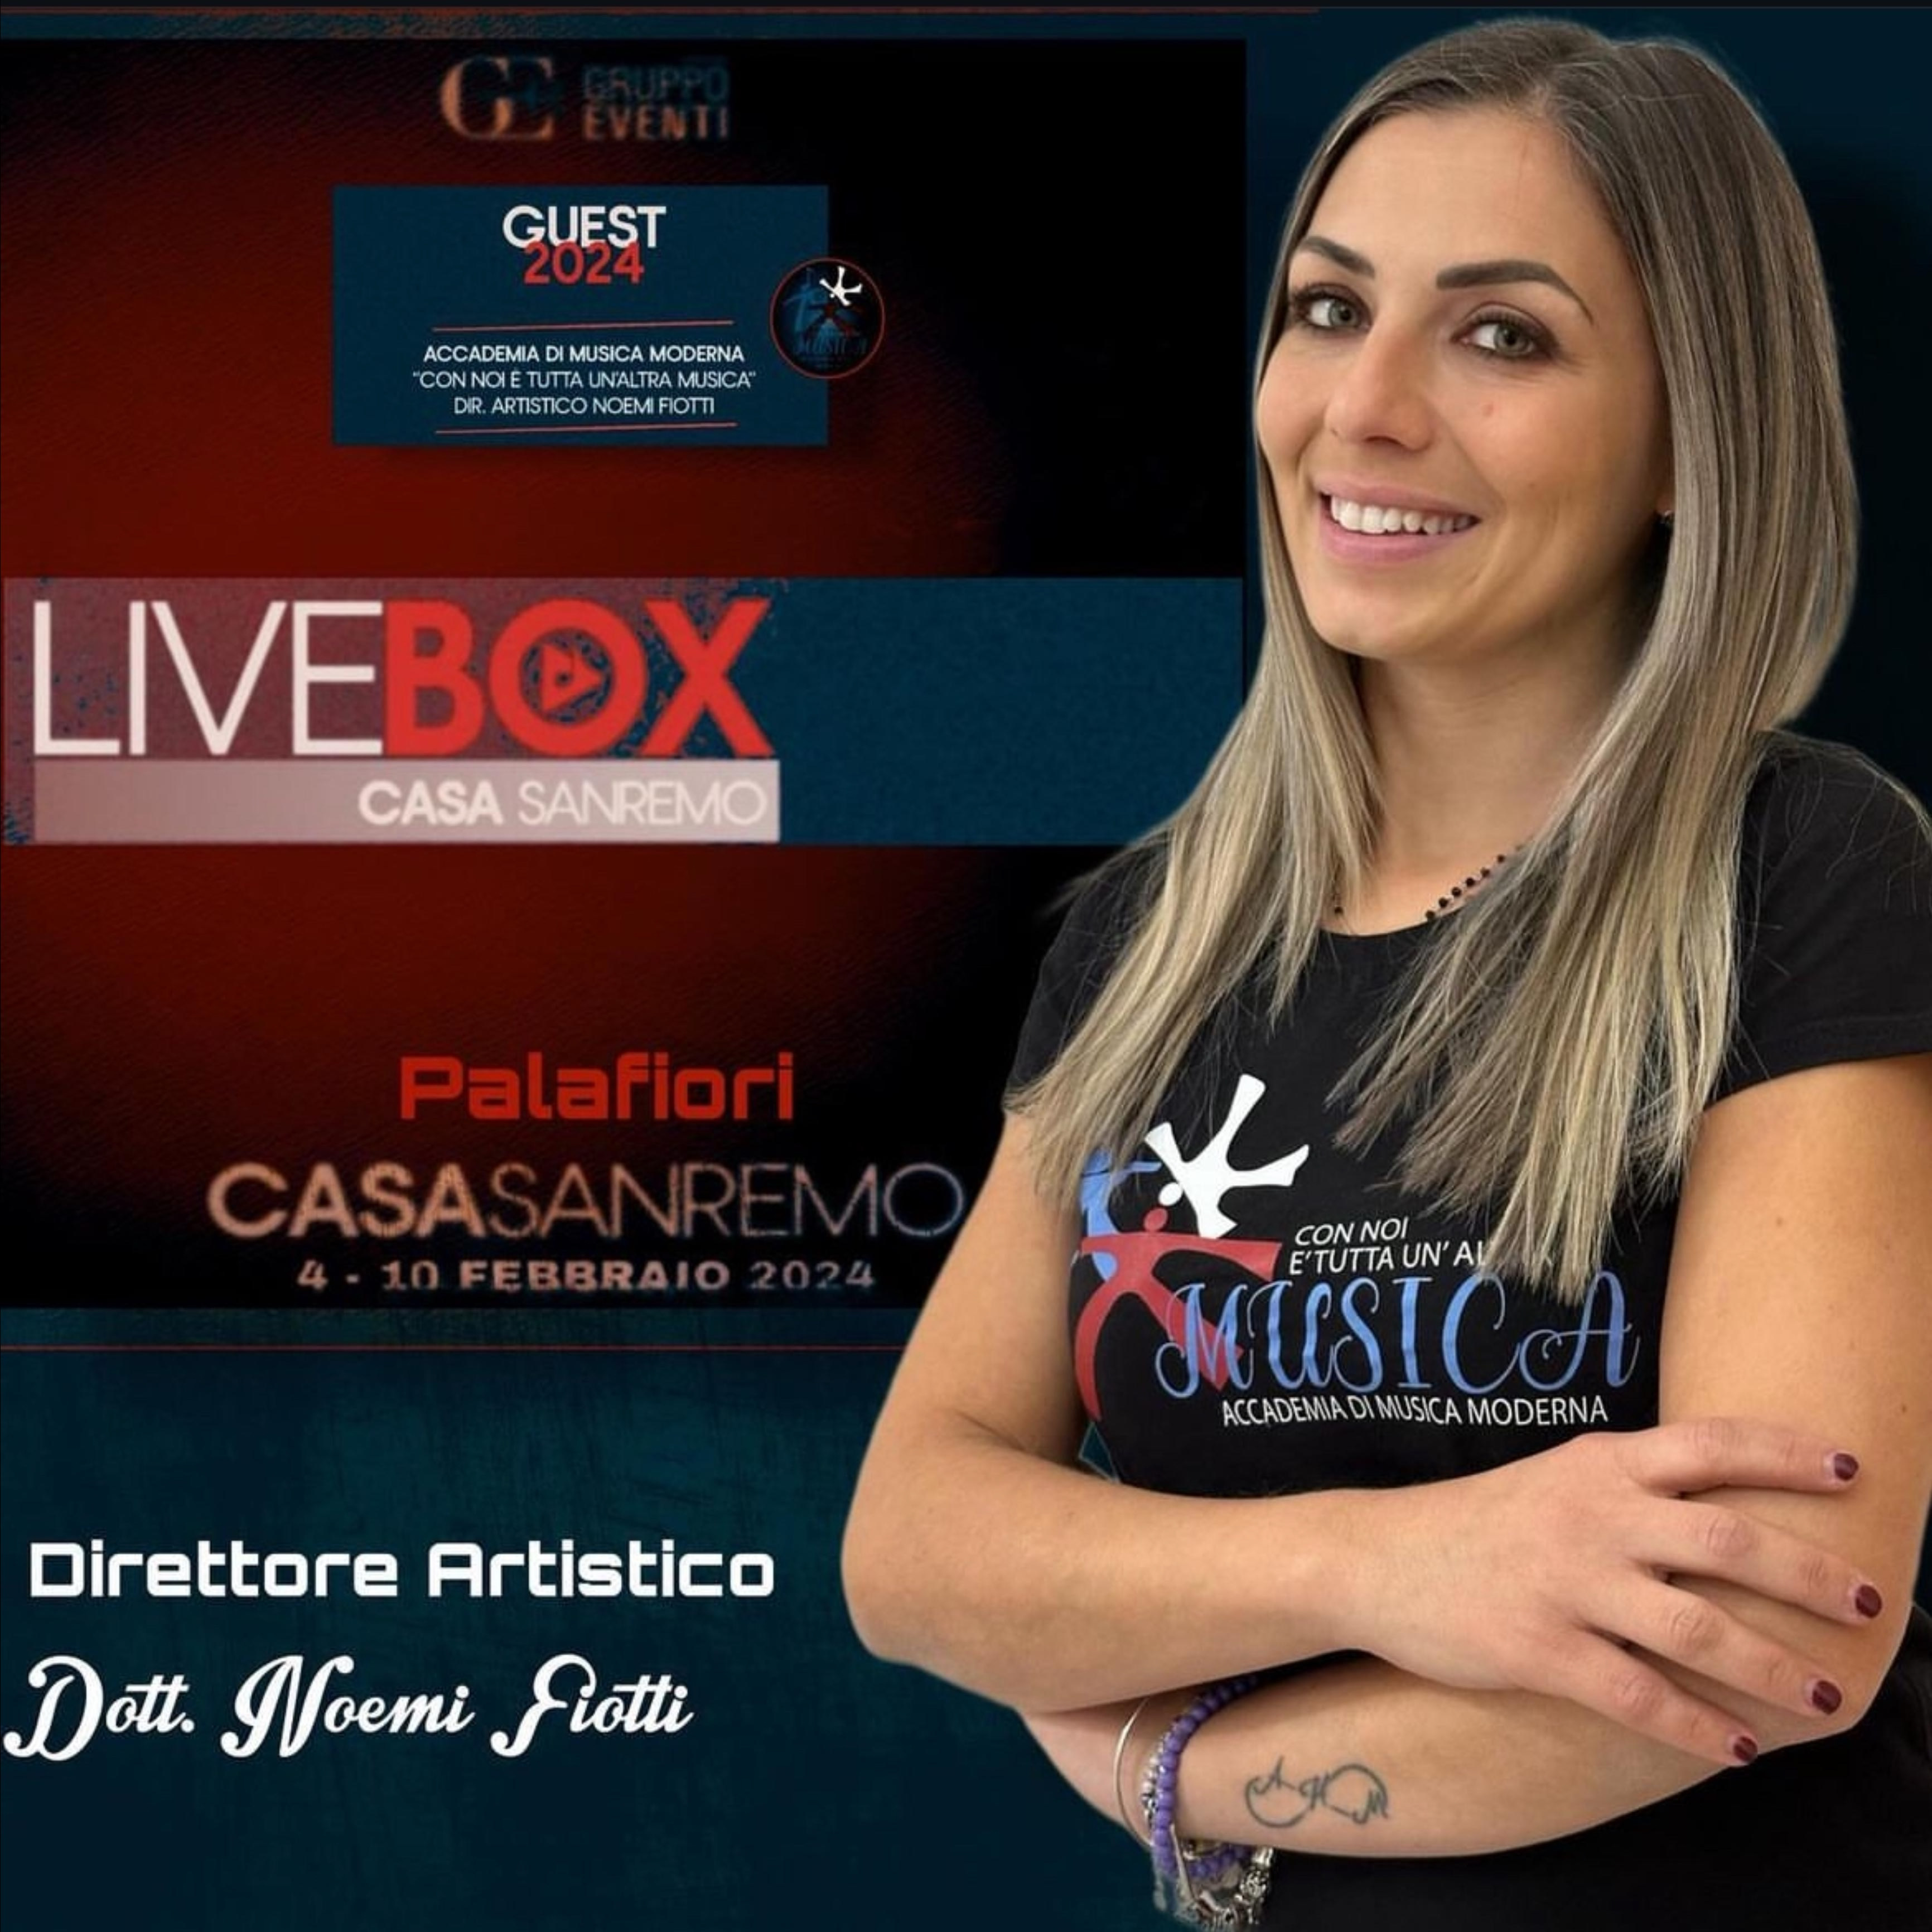 GE GRUPPO
EVENTI
GUEST
2024
ACCADEMIA DI MUSICA MODERNA
"CON NOI È TUTTA UN'ALTRA MUSICA"
DIR. ARTISTICO NOEMI FIOTTI
MUSICA
LIVEBOX
CASA SANREMO
Palafiori
CASASANREMO
4 - 10 FEBBRAIO 2024
CON NOI
E' TUTTA UN'
MUSICA
ACCADEMIA DI MUSICA MODERNA
Direttore Artistico
Dott. Noemi Fiotti
A H M